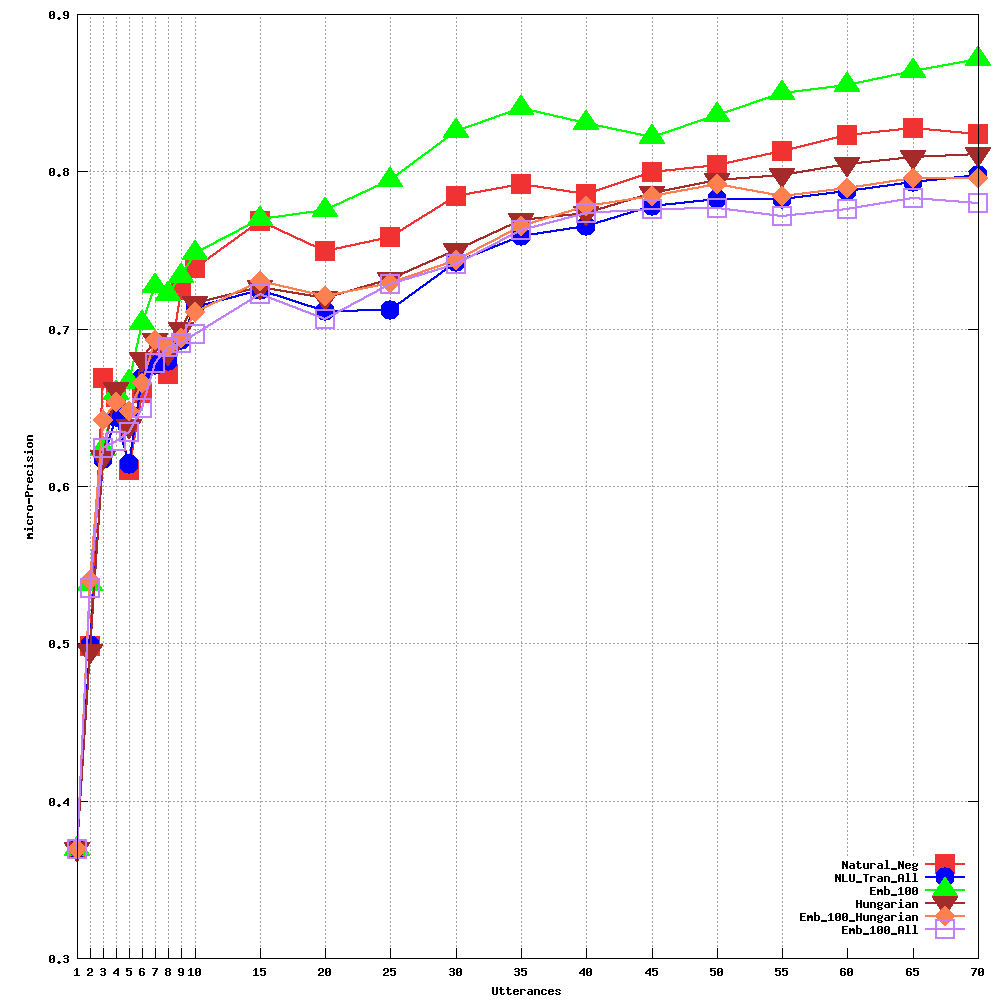 0.9
0.8
0.7
0.6
0.5
0.4
0.3
micro-Precision
Natural_Neg
NLU_Tran_All
Emb_100
Hungarian
Emb_100_Hungarian
Emb_100_All
1 2 3 4 5 6 7 8 9 10 15 20 25 30 35 40 45 50 55 60 65 70
Utterances